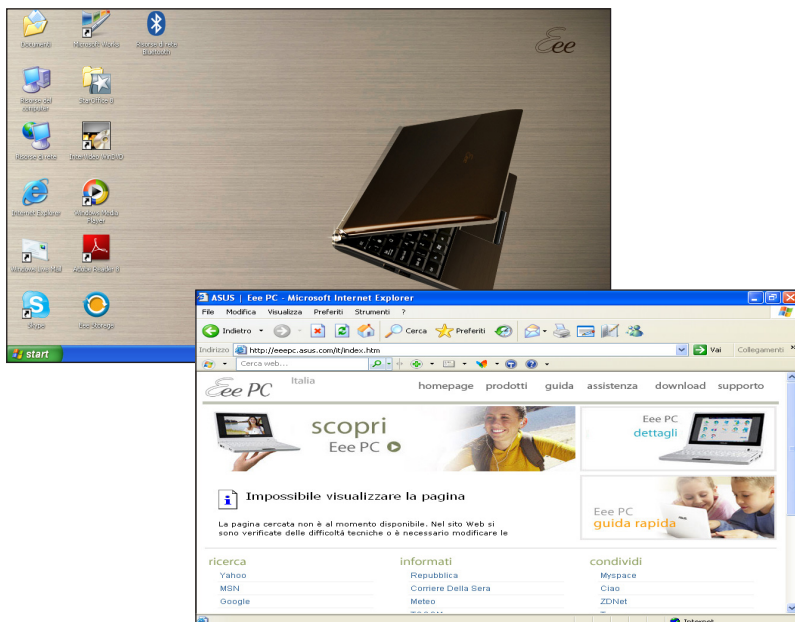 Documenti
Microsoft Works
Risorse di rete
Bluetooth
Eee
Risorse del
computer
StarOffice 8
Risorse di rete
InterVideo WinDVD
Internet Explorer
Windows Media
Player
Windows Live Mail
Adobe Reader 8
Skype
Eee Storage
start
ASUS | Eee PC - Microsoft Internet Explorer
File Modifica Visualizza Preferiti Strumenti ?
Indietro Cerca Preferiti
Indirizzo http://eeepc.asus.com/it/index.htm Vai Collegamenti »
Cerca web...
Eee PC Italia homepage prodotti guida assistenza download supporto
scopri
Eee PC
Eee PC
dettagli
Impossibile visualizzare la pagina
La pagina cercata non è al momento disponibile. Nel sito Web si
sono verificate delle difficoltà tecniche o è necessario modificare le
Eee PC
guida rapida
ricerca informati condividi
Yahoo Repubblica Myspace
MSN Corriere Della Sera Ciao
Google Meteo ZDNet
Internet